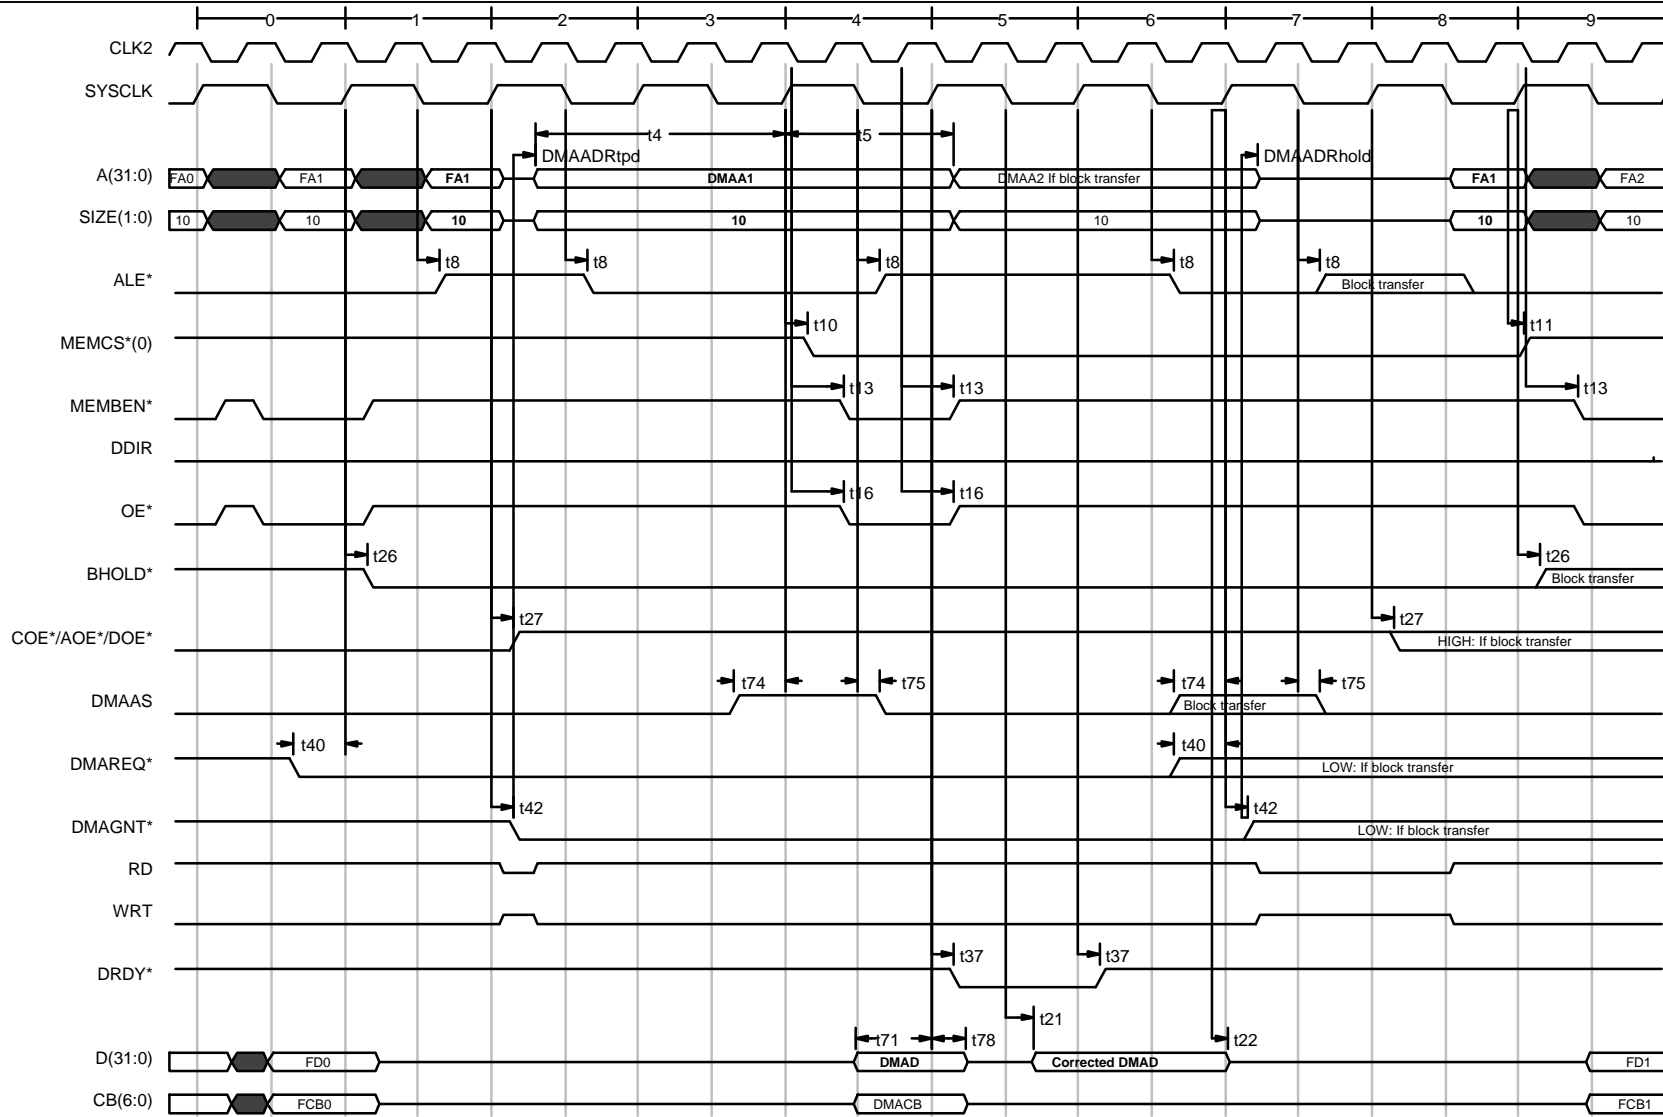 0 1 2 3 4 5 6 7 8 9
CLK2
SYSCLK
t4 t5
DMAADRtpd DMAADRhold
A(31:0) FA0 FA1 FA1 DMAA1 DMAA2 If block transfer FA1 FA2
SIZE(1:0) 10 10 10 10 10 10 10
t8 t8 t8 t8 t8
ALE* Block transfer
t10 t11
MEMCS*(0)
t13 t13 t13
MEMBEN*
DDIR
t16 t16
OE*
t26 t26
BHOLD* Block transfer
t27 t27
COE*/AOE*/DOE* HIGH: If block transfer
t74 t75 t74 t75
DMAAS Block transfer
t40 t40
DMAREQ* LOW: If block transfer
t42 t42
DMAGNT* LOW: If block transfer
RD
WRT
t37 t37
DRDY*
t21
t71 t78 t22
D(31:0) FD0 DMAD Corrected DMAD FD1
CB(6:0) FCB0 DMACB FCB1